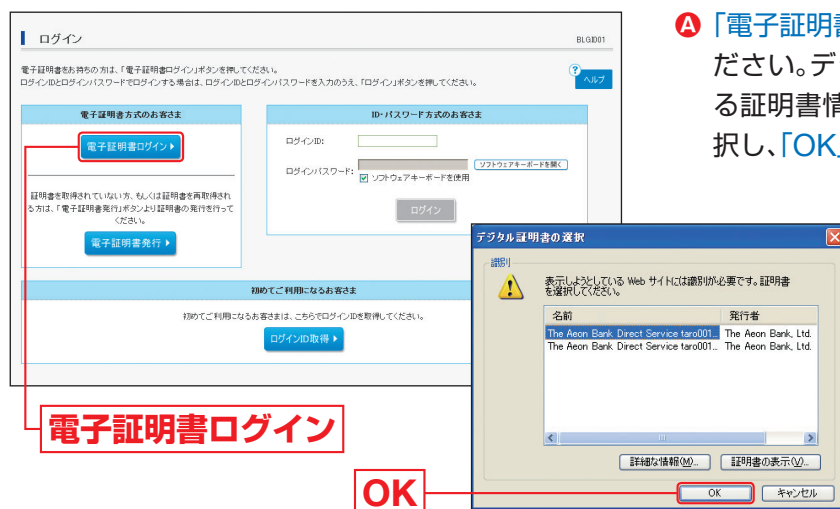 ログイン
BLGI001
電子証明書をお持ちの方は、「電子証明書ログイン」ボタンを押してください。
ログインIDとログインパスワードでログインする場合は、ログインIDとログインパスワードを入力のうえ、「ログイン」ボタンを押してください。
? ヘルプ
電子証明書方式のお客さま
電子証明書ログイン
証明書を取得されていない方、もしくは証明書を再取得され
る方は、「電子証明書発行」ボタンより証明書の発行を行って
ください。
電子証明書発行
ID・パスワード方式のお客さま
ログインID:
ログインパスワード:
ソフトウェアキーボードを開く
ソフトウェアキーボードを使用
ログイン
初めてご利用になるお客さま
初めてご利用になるお客さまは、こちらでログインIDを取得してください。
ログインID取得
電子証明書ログイン
A 「電子証明書
ださい。デ
る証明書情
択し、「OK」
デジタル証明書の選択
識別
表示しようとしている Web サイトには識別が必要です。証明書
を選択してください。
名前 発行者
The Aeon Bank Direct Service taro001... The Aeon Bank, Ltd.
The Aeon Bank Direct Service taro001... The Aeon Bank, Ltd.
詳細な情報(M)... 証明書の表示(V)...
OK キャンセル
OK